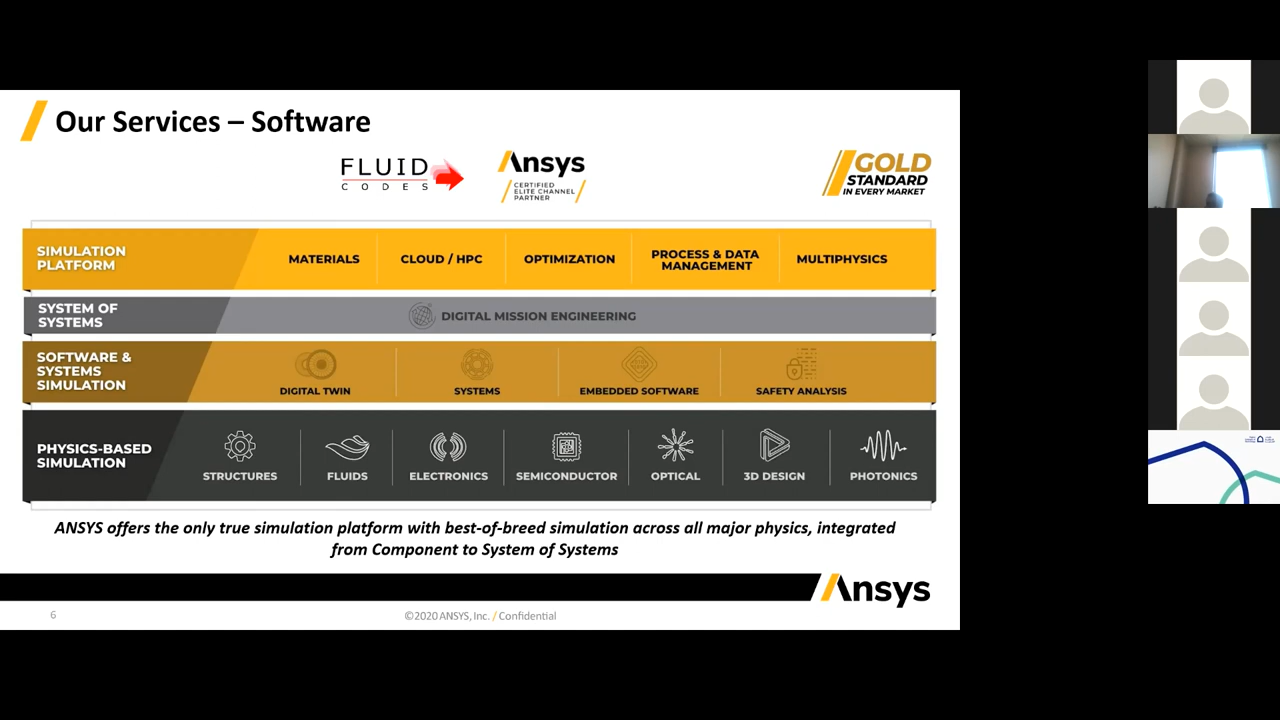 Our Services – Software
FLUID
CODES
Ansys
CERTIFIED
ELITE CHANNEL
PARTNER
GOLD
STANDARD
IN EVERY MARKET
SIMULATION
PLATFORM
MATERIALS
CLOUD / HPC
OPTIMIZATION
PROCESS & DATA
MANAGEMENT
MULTIPHYSICS
SYSTEM OF
SYSTEMS
DIGITAL MISSION ENGINEERING
SOFTWARE &
SYSTEMS
SIMULATION
DIGITAL TWIN
SYSTEMS
EMBEDDED SOFTWARE
SAFETY ANALYSIS
PHYSICS-BASED
SIMULATION
STRUCTURES
FLUIDS
ELECTRONICS
SEMICONDUCTOR
OPTICAL
3D DESIGN
PHOTONICS
ANSYS offers the only true simulation platform with best-of-breed simulation across all major physics, integrated
from Component to System of Systems
Ansys
6
©2020 ANSYS, Inc. / Confidential